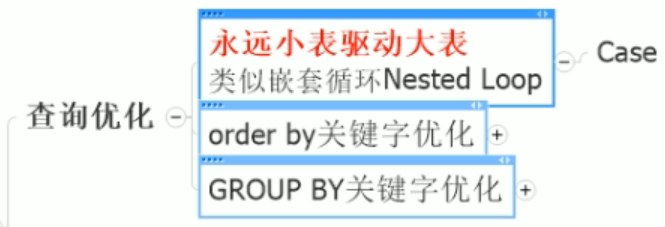 查询优化
永远小表驱动大表
类似嵌套循环Nested Loop
Case
order by关键字优化
GROUP BY关键字优化